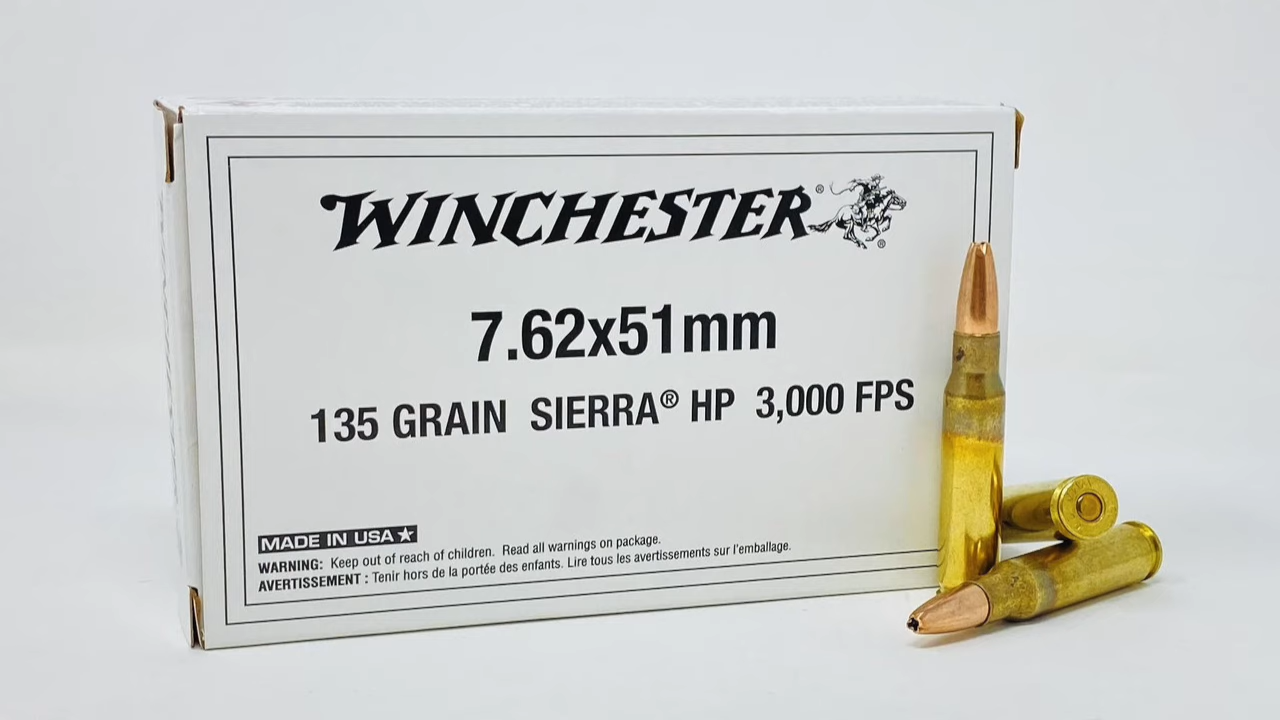 WINCHESTER®
®
7.62x51mm
135 GRAIN SIERRA® HP 3,000 FPS
MADE IN USA★
WARNING: Keep out of reach of children. Read all warnings on package.
AVERTISSEMENT : Tenir hors de la portée des enfants. Lire tous les avertissements sur l'emballage.